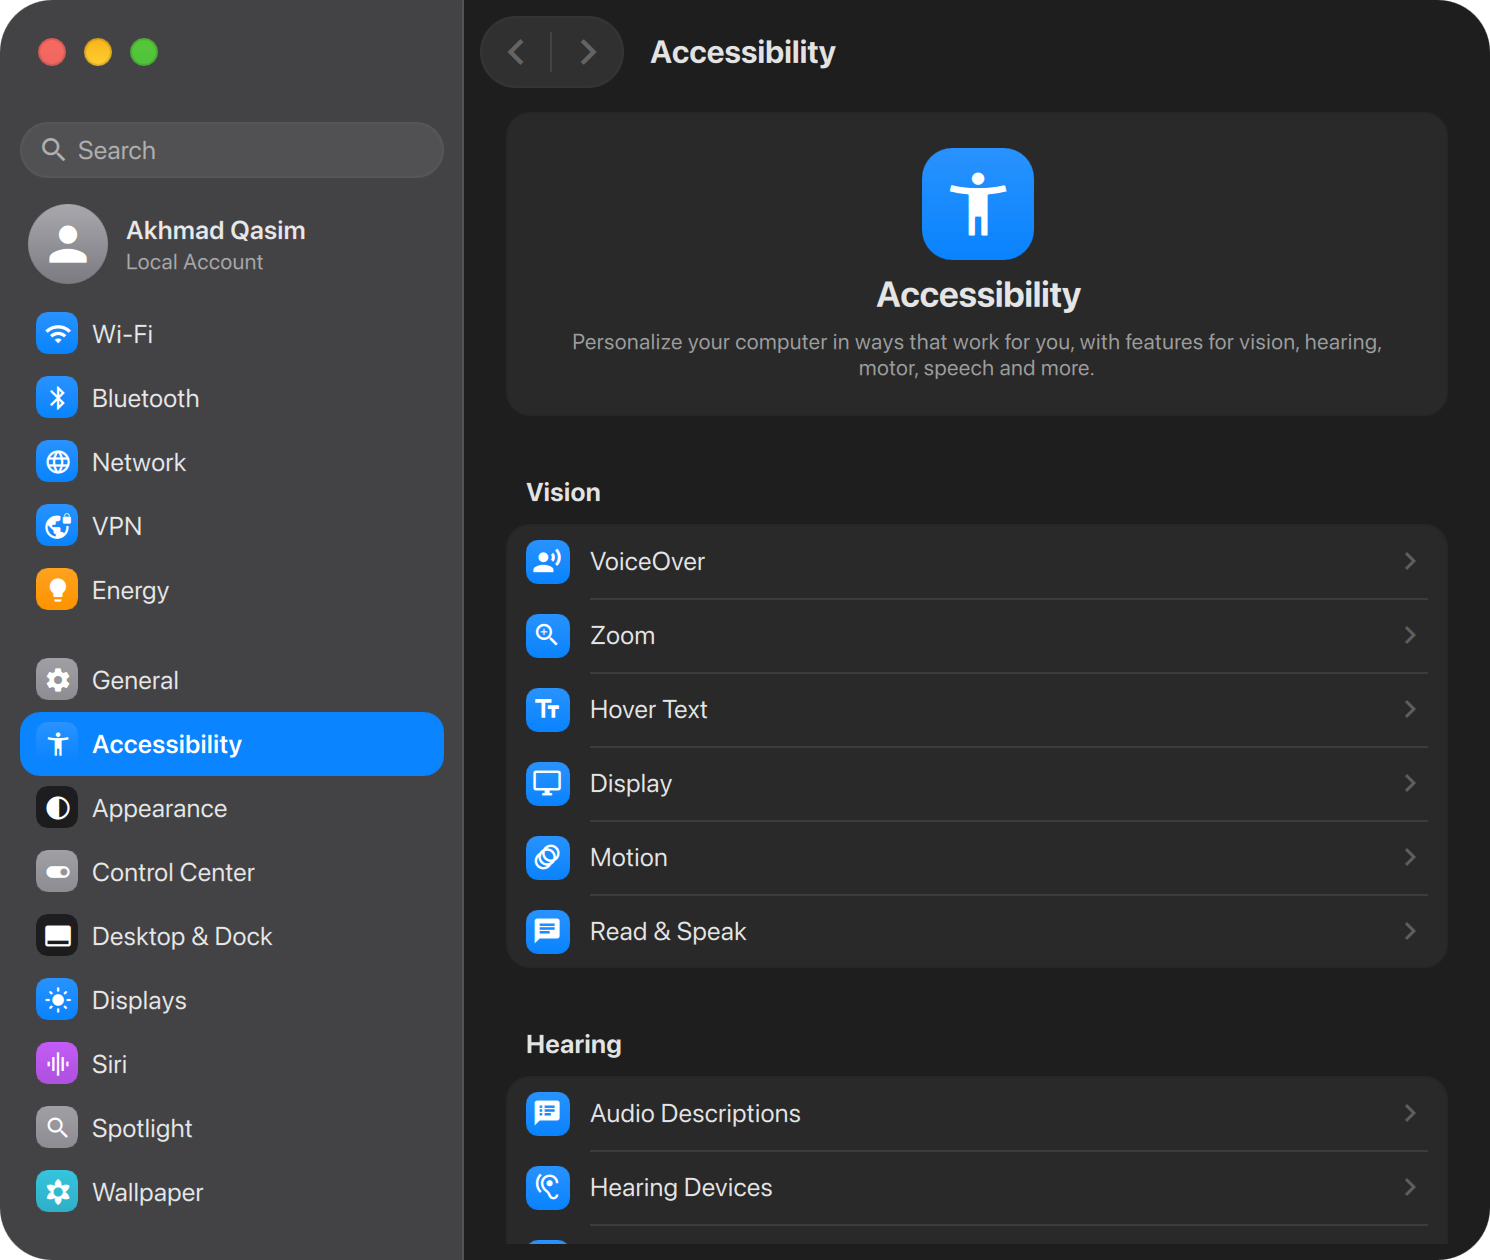 Search
Akhmad Qasim
Local Account
Wi-Fi
Bluetooth
Network
VPN
Energy
General
Accessibility
Appearance
Control Center
Desktop & Dock
Displays
Siri
Spotlight
Wallpaper
Accessibility
Accessibility
Personalize your computer in ways that work for you, with features for vision, hearing,
motor, speech and more.
Vision
VoiceOver
Zoom
Hover Text
Display
Motion
Read & Speak
Hearing
Audio Descriptions
Hearing Devices